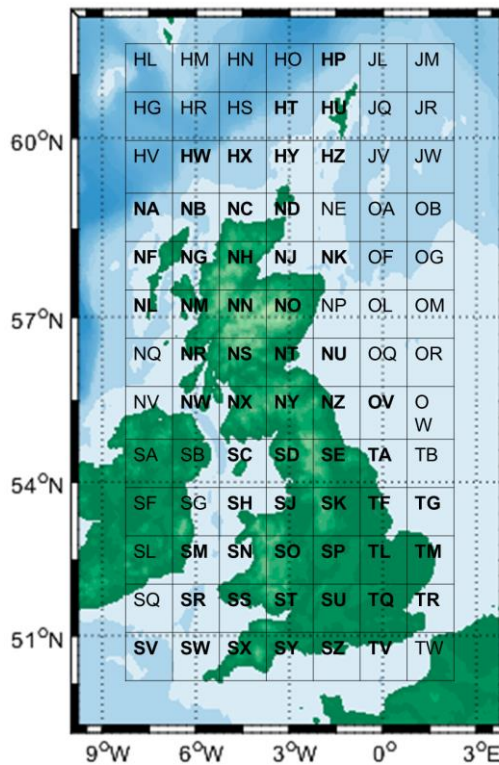 HL HM HN HO HP JL JM
HG HR HS HT HU JQ JR
60°N
HV HW HX HY HZ JV JW
NA NB NC ND NE OA OB
NF NG NH NJ NK OF OG
57°N
NL NM NN NO NP OL OM
NQ NR NS NT NU OQ OR
NV NW NX NY NZ OV O
W
SA SB SC SD SE TA TB
54°N
SF SG SH SJ SK TF TG
SL SM SN SO SP TL TM
SQ SR SS ST SU TQ TR
51°N
SV SW SX SY SZ TV TW
9°W 6°W 3°W 0° 3°